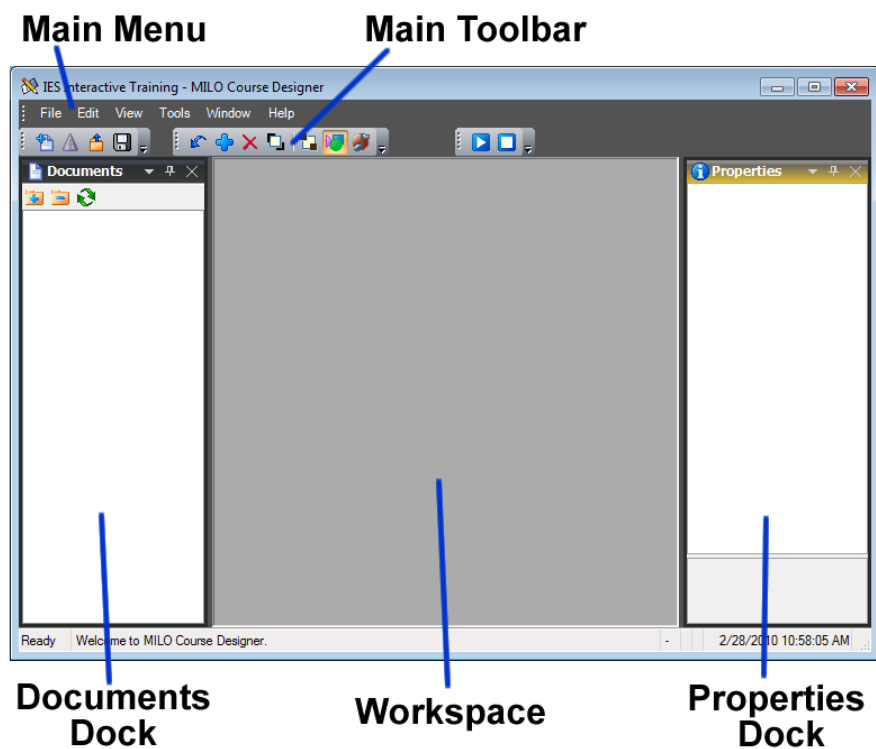 Main Menu
Main Toolbar
IES Interactive Training - MILO Course Designer
File Edit View Tools Window Help
Documents
Properties
Ready Welcome to MILO Course Designer. - 2/28/2010 10:58:05 AM
Documents
Dock
Workspace
Properties
Dock